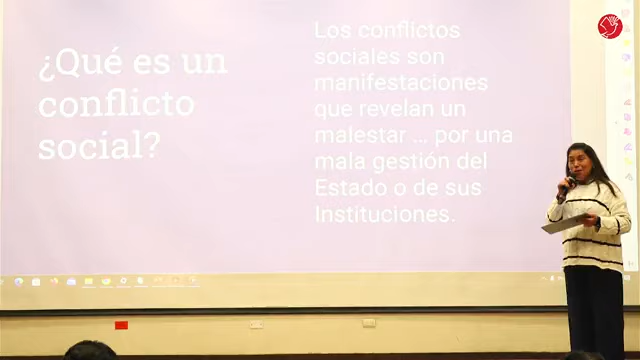 ¿Qué es un
conflicto
social?
Los conflictos
sociales son
manifestaciones
que revelan un
malestar ... por una
mala gestión del
Estado o de sus
Instituciones.